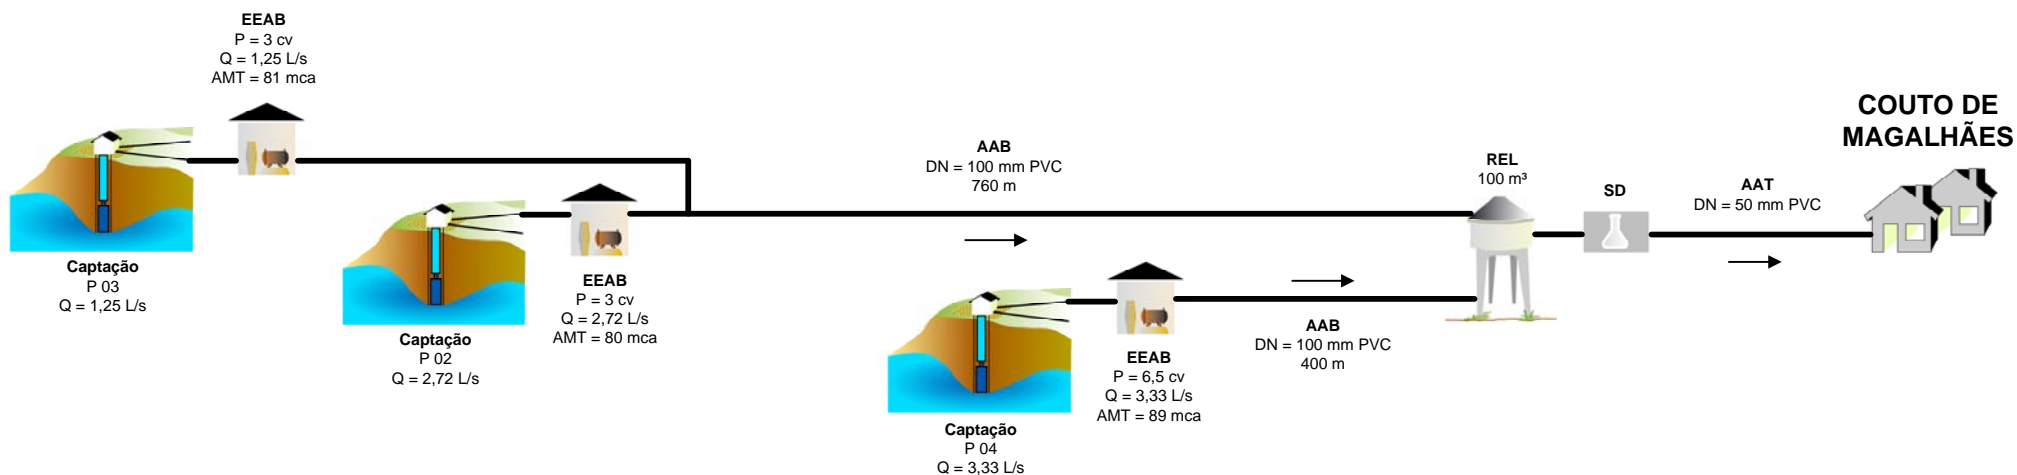 EEAB
P = 3 cv
Q = 1,25 L/s
AMT = 81 mca
Captação
P 03
Q = 1,25 L/s
Captação
P 02
Q = 2,72 L/s
EEAB
P = 3 cv
Q = 2,72 L/s
AMT = 80 mca
AAB
DN = 100 mm PVC
760 m
Captação
P 04
Q = 3,33 L/s
EEAB
P = 6,5 cv
Q = 3,33 L/s
AMT = 89 mca
AAB
DN = 100 mm PVC
400 m
REL
100 m³
SD
AAT
DN = 50 mm PVC
COUTO DE
MAGALHÃES